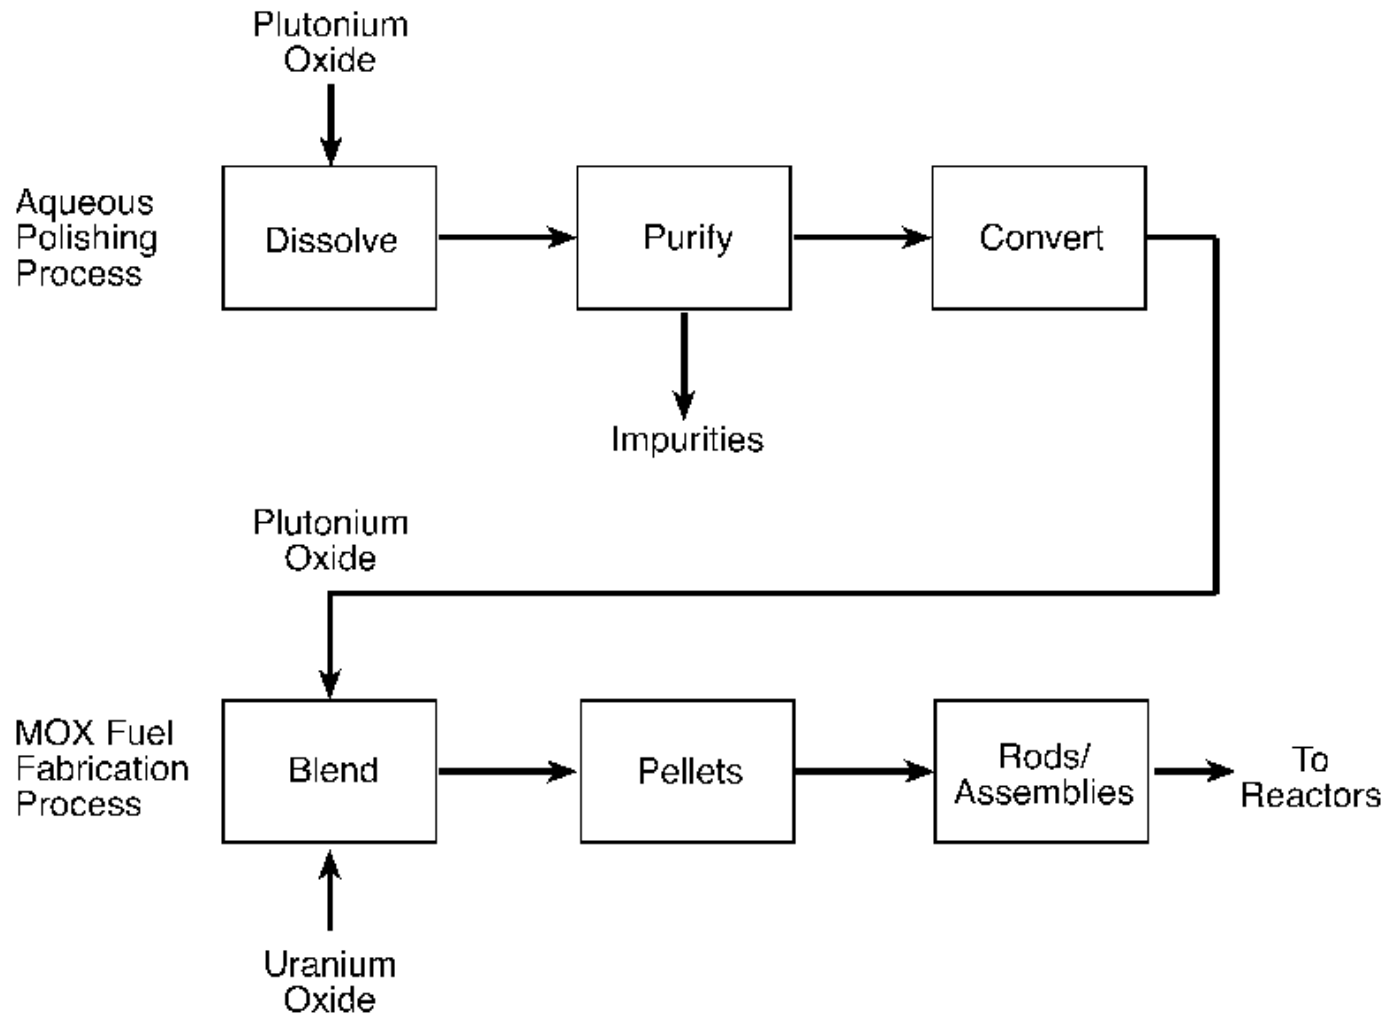 Plutonium
Oxide
Aqueous
Polishing
Process
Dissolve
Purify
Convert
Impurities
Plutonium
Oxide
MOX Fuel
Fabrication
Process
Blend
Pellets
Rods/
Assemblies
To
Reactors
Uranium
Oxide